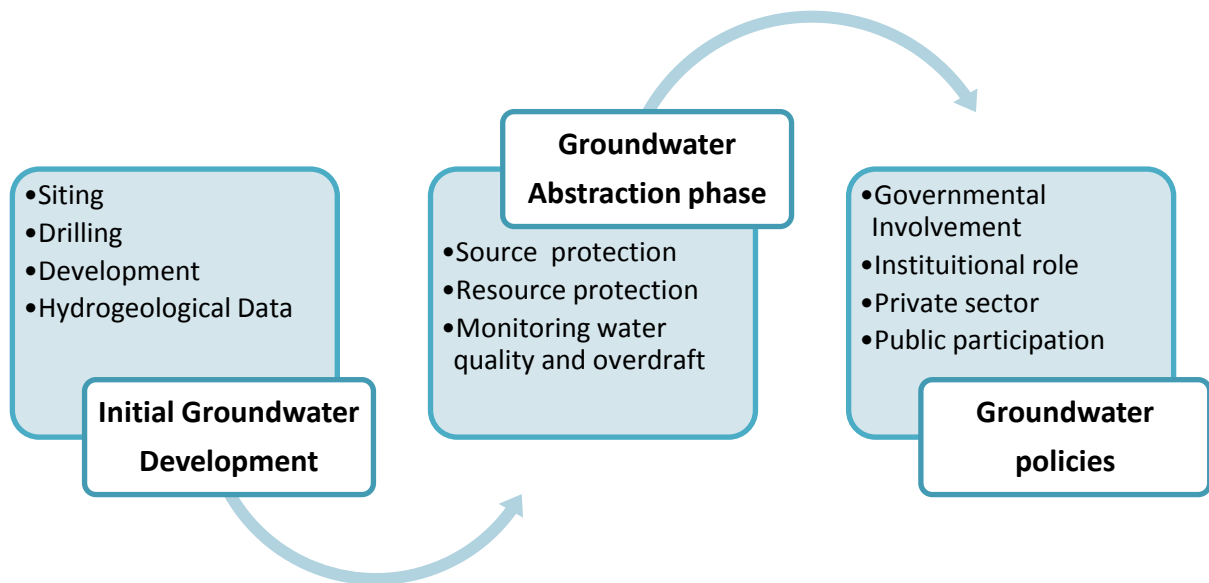 •Siting
•Drilling
•Development
•Hydrogeological Data
Initial Groundwater
Development
Groundwater
Abstraction phase
•Source protection
•Resource protection
•Monitoring water
quality and overdraft
•Governmental
Involvement
•Instituitional role
•Private sector
•Public participation
Groundwater
policies